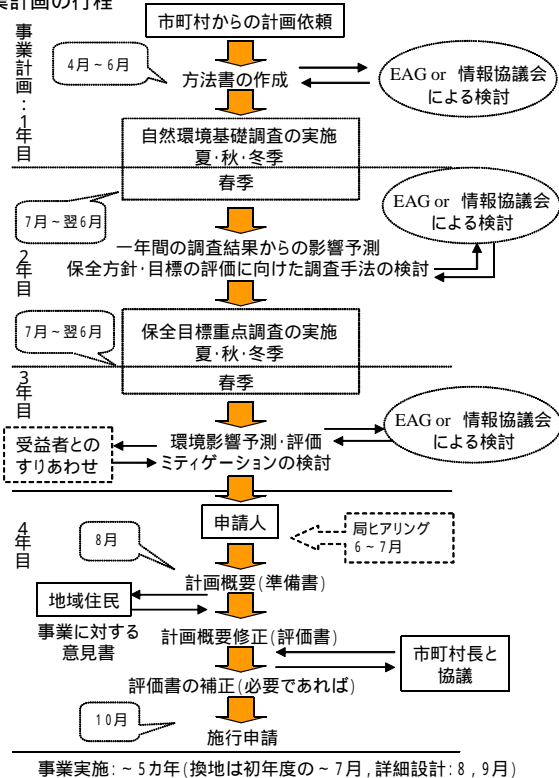 業計画の行程
市町村からの計画依頼
事業計画:1年目
4月~6月
方法書の作成
EAG or 情報協議会
による検討
自然環境基礎調査の実施
夏・秋・冬季
春季
7月~翌6月
EAG or 情報協議会
による検討
2年目
一年間の調査結果からの影響予測
保全方針・目標の評価に向けた調査手法の検討
7月~翌6月
保全目標重点調査の実施
夏・秋・冬季
春季
3年目
受益者との
すりあわせ
環境影響予測・評価
ミティゲーションの検討
EAG or 情報協議会
による検討
4年目
申請人
局ヒアリング
6~7月
8月
計画概要(準備書)
地域住民
事業に対する
意見書
計画概要修正(評価書)
市町村長と
協議
評価書の補正(必要であれば)
10月
施行申請
事業実施:~5カ年(換地は初年度の~7月,詳細設計:8,9月)